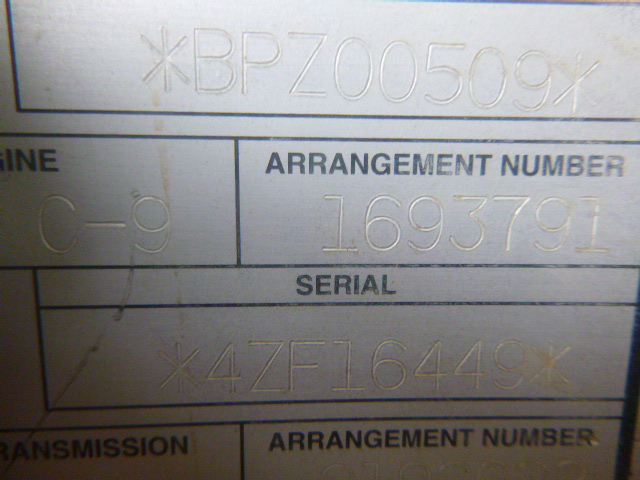 *BPZ00509*
GINE ARRANGEMENT NUMBER
C-9 1693791
SERIAL
*4ZF16449*
RANSMISSION ARRANGEMENT NUMBER